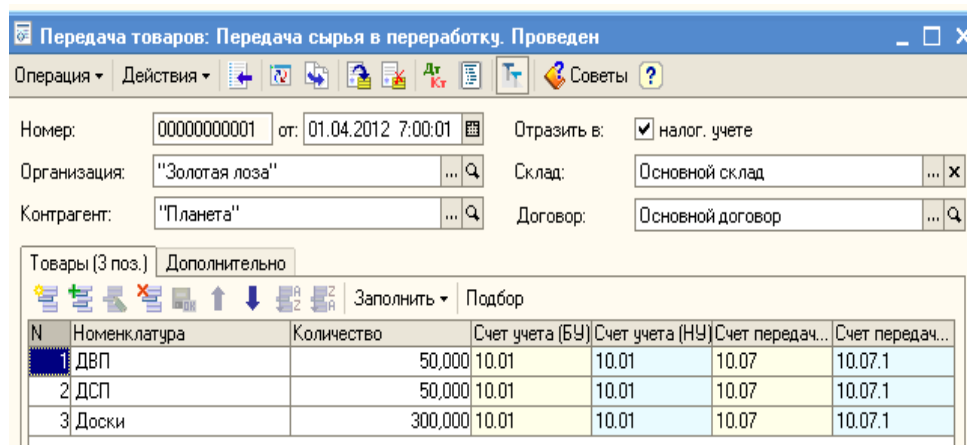 Передача товаров: Передача сырья в переработку. Проведен
Операция Действия Дт Кт Советы ?
Номер: 00000000001 от: 01.04.2012 7:00:01 Отразить в: налог. учете
Организация: "Золотая лоза" ... Склад: Основной склад ... x
Контрагент: "Планета" ... Договор: Основной договор ...
Товары (3 поз.) Дополнительно
Заполнить Подбор
N Номенклатура Количество Счет учета (БУ) Счет учета (НУ) Счет передач... Счет передач...
1 ДВП 50,000 10.01 10.01 10.07 10.07.1
2 ДСП 50,000 10.01 10.01 10.07 10.07.1
3 Доски 300,000 10.01 10.01 10.07 10.07.1